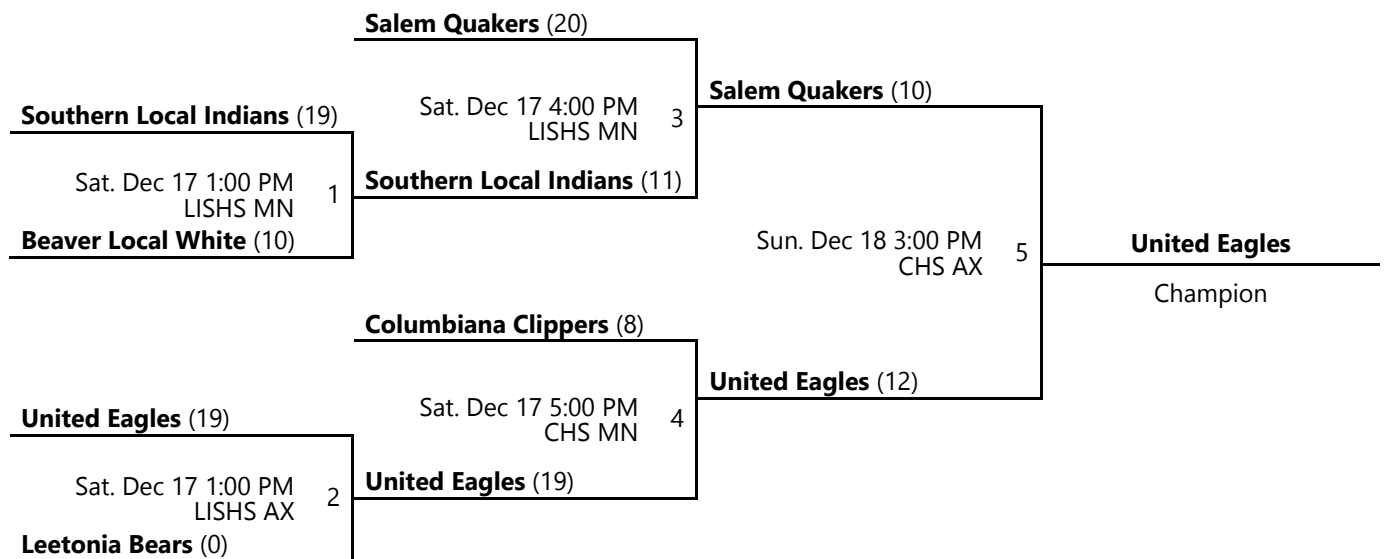 Salem Quakers (20)
Southern Local Indians (19)
Sat. Dec 17 4:00 PM
LISHS MN
3
Salem Quakers (10)
Sat. Dec 17 1:00 PM
LISHS MN
1
Southern Local Indians (11)
Beaver Local White (10)
Sun. Dec 18 3:00 PM
CHS AX
5
United Eagles
Champion
Columbiana Clippers (8)
United Eagles (19)
Sat. Dec 17 5:00 PM
CHS MN
4
United Eagles (12)
Sat. Dec 17 1:00 PM
LISHS AX
2
United Eagles (19)
Leetonia Bears (0)